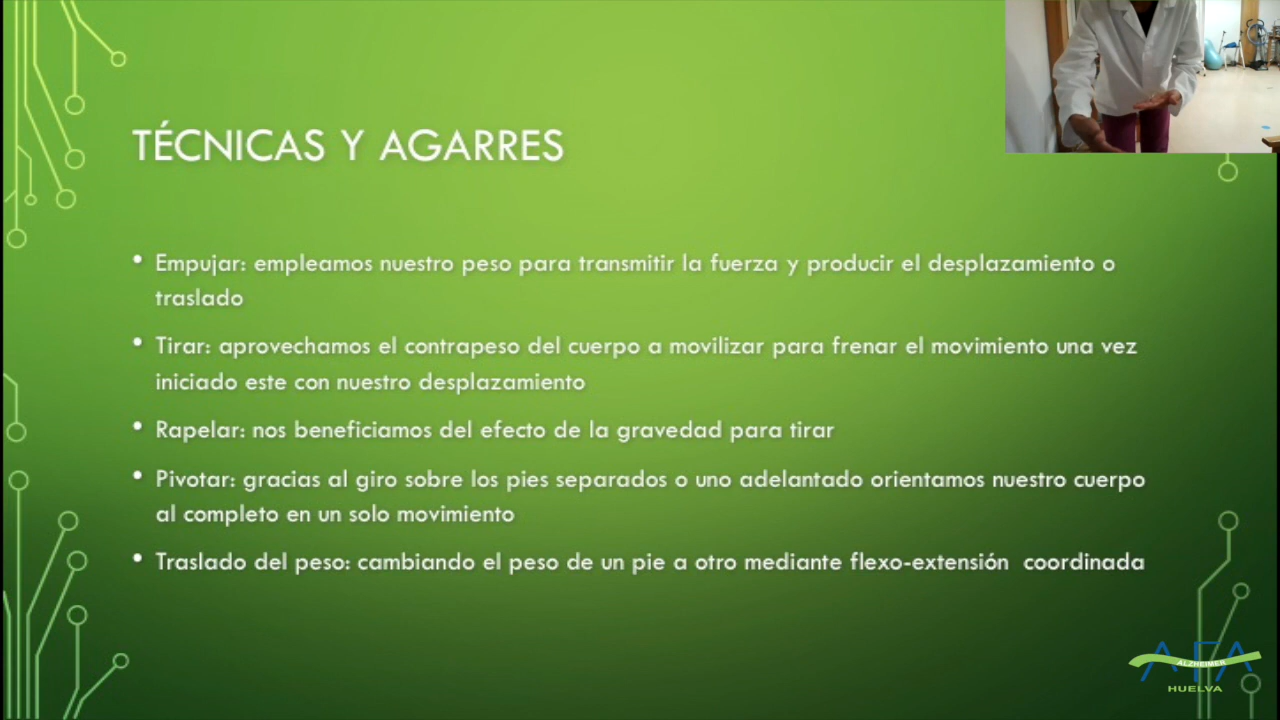 TÉCNICAS Y AGARRES
• Empujar: empleamos nuestro peso para transmitir la fuerza y producir el desplazamiento o
traslado
• Tirar: aprovechamos el contrapeso del cuerpo a movilizar para frenar el movimiento una vez
iniciado este con nuestro desplazamiento
• Rapelar: nos beneficiamos del efecto de la gravedad para tirar
• Pivotar: gracias al giro sobre los pies separados o uno adelantado orientamos nuestro cuerpo
al completo en un solo movimiento
• Traslado del peso: cambiando el peso de un pie a otro mediante flexo-extensión coordinada
AFA
ALZHEIMER
HUELVA